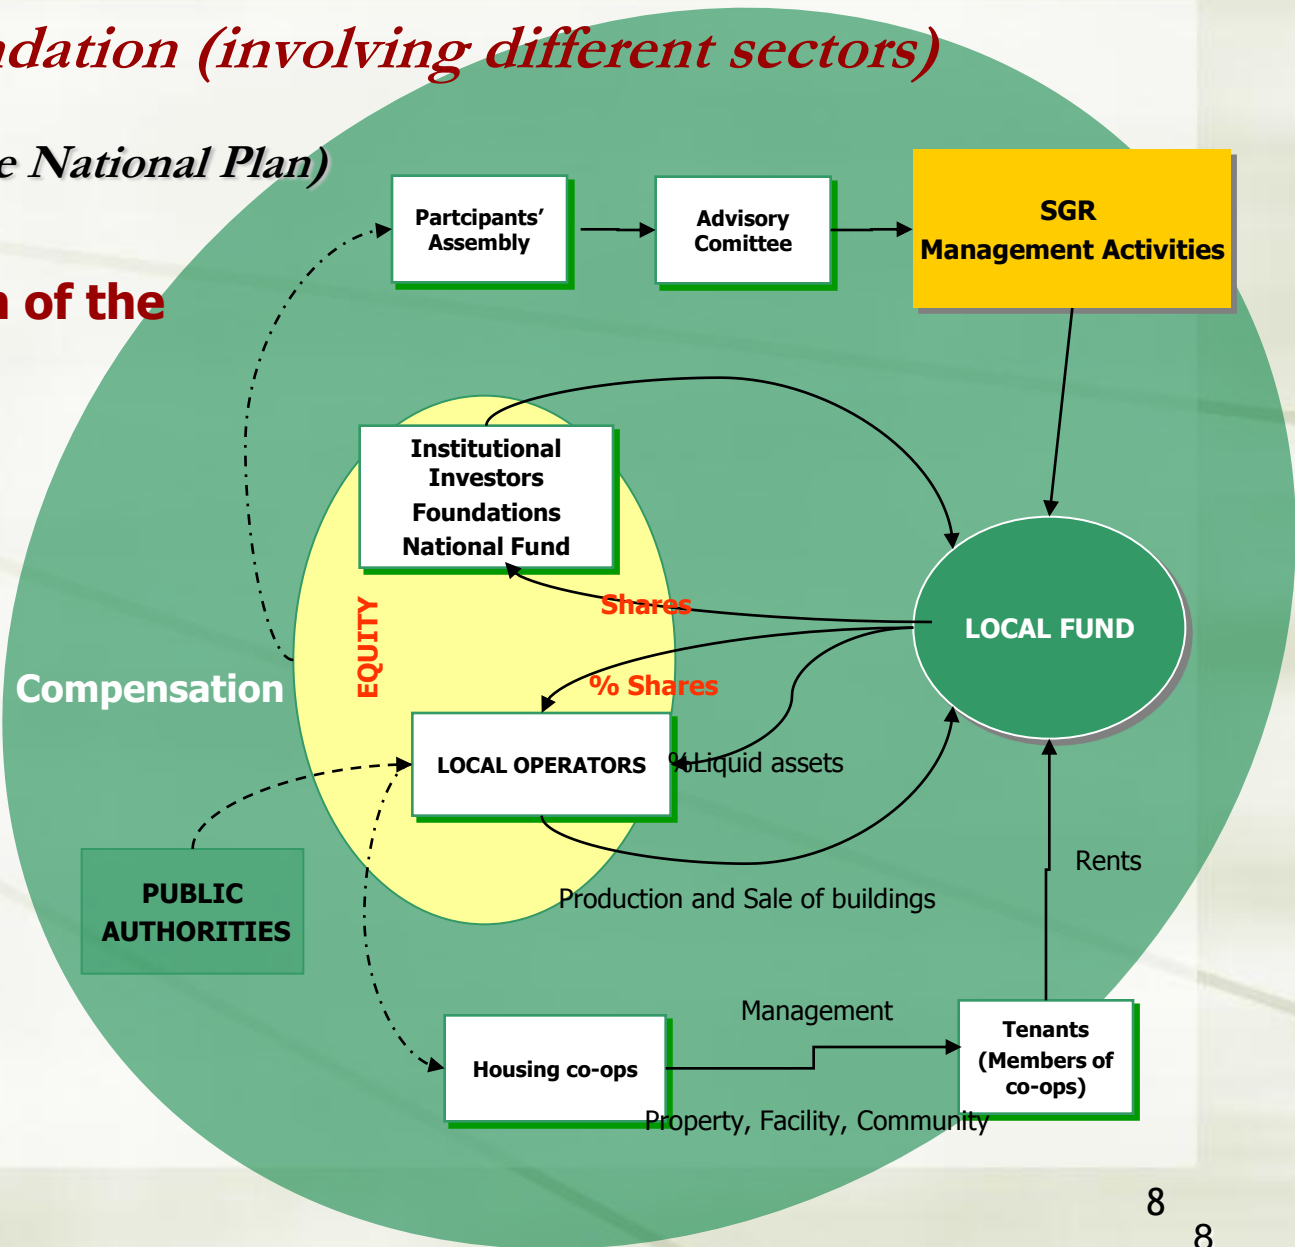 ndation (involving different sectors)
e National Plan)
Partcipants’
Assembly
Advisory
Comittee
SGR
Management Activities
n of the
Institutional
Investors
Foundations
National Fund
EQUITY
Shares
LOCAL FUND
Compensation
% Shares
LOCAL OPERATORS
%Liquid assets
PUBLIC
AUTHORITIES
Production and Sale of buildings
Rents
Management
Housing co-ops
Tenants
(Members of
co-ops)
Property, Facility, Community
8
8